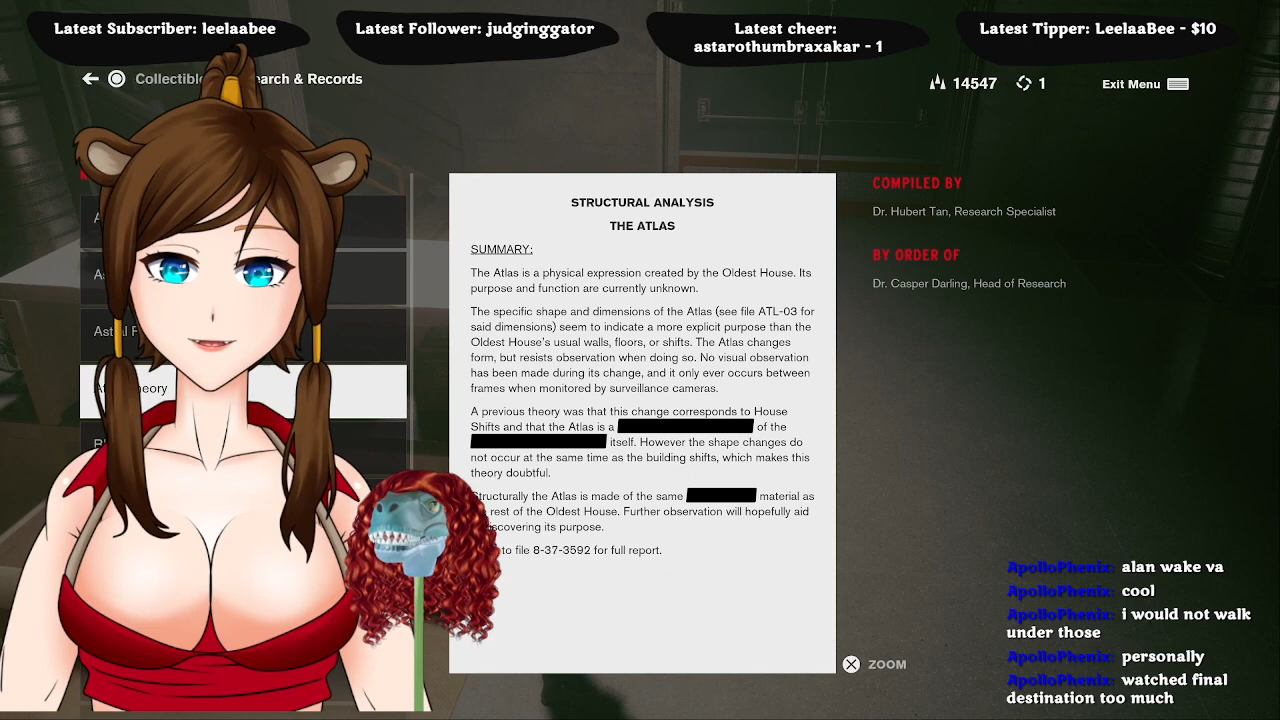 Latest Subscriber: leelaabee
Latest Follower: judginggator
Latest cheer:
astarothumbraxakar - 1
Latest Tipper: LeelaaBee - $10
Collectible
arch & Records
14547
1
Exit Menu
STRUCTURAL ANALYSIS
THE ATLAS
SUMMARY:
The Atlas is a physical expression created by the Oldest House. Its
purpose and function are currently unknown.
The specific shape and dimensions of the Atlas (see file ATL-03 for
said dimensions) seem to indicate a more explicit purpose than the
Oldest House's usual walls, floors, or shifts. The Atlas changes
form, but resists observation when doing so. No visual observation
has been made during its change, and it only ever occurs between
frames when monitored by surveillance cameras.
A previous theory was that this change corresponds to House
Shifts and that the Atlas is a of the
itself. However the shape changes do
not occur at the same time as the building shifts, which makes this
theory doubtful.
Structurally the Atlas is made of the same material as
rest of the Oldest House. Further observation will hopefully aid
iscovering its purpose.
to file 8-37-3592 for full report.
COMPILED BY
Dr. Hubert Tan, Research Specialist
BY ORDER OF
Dr. Casper Darling, Head of Research
ZOOM
ApolloPhenix: alan wake va
ApolloPhenix: cool
ApolloPhenix: i would not walk
under those
ApolloPhenix: personally
ApolloPhenix: watched final
destination too much